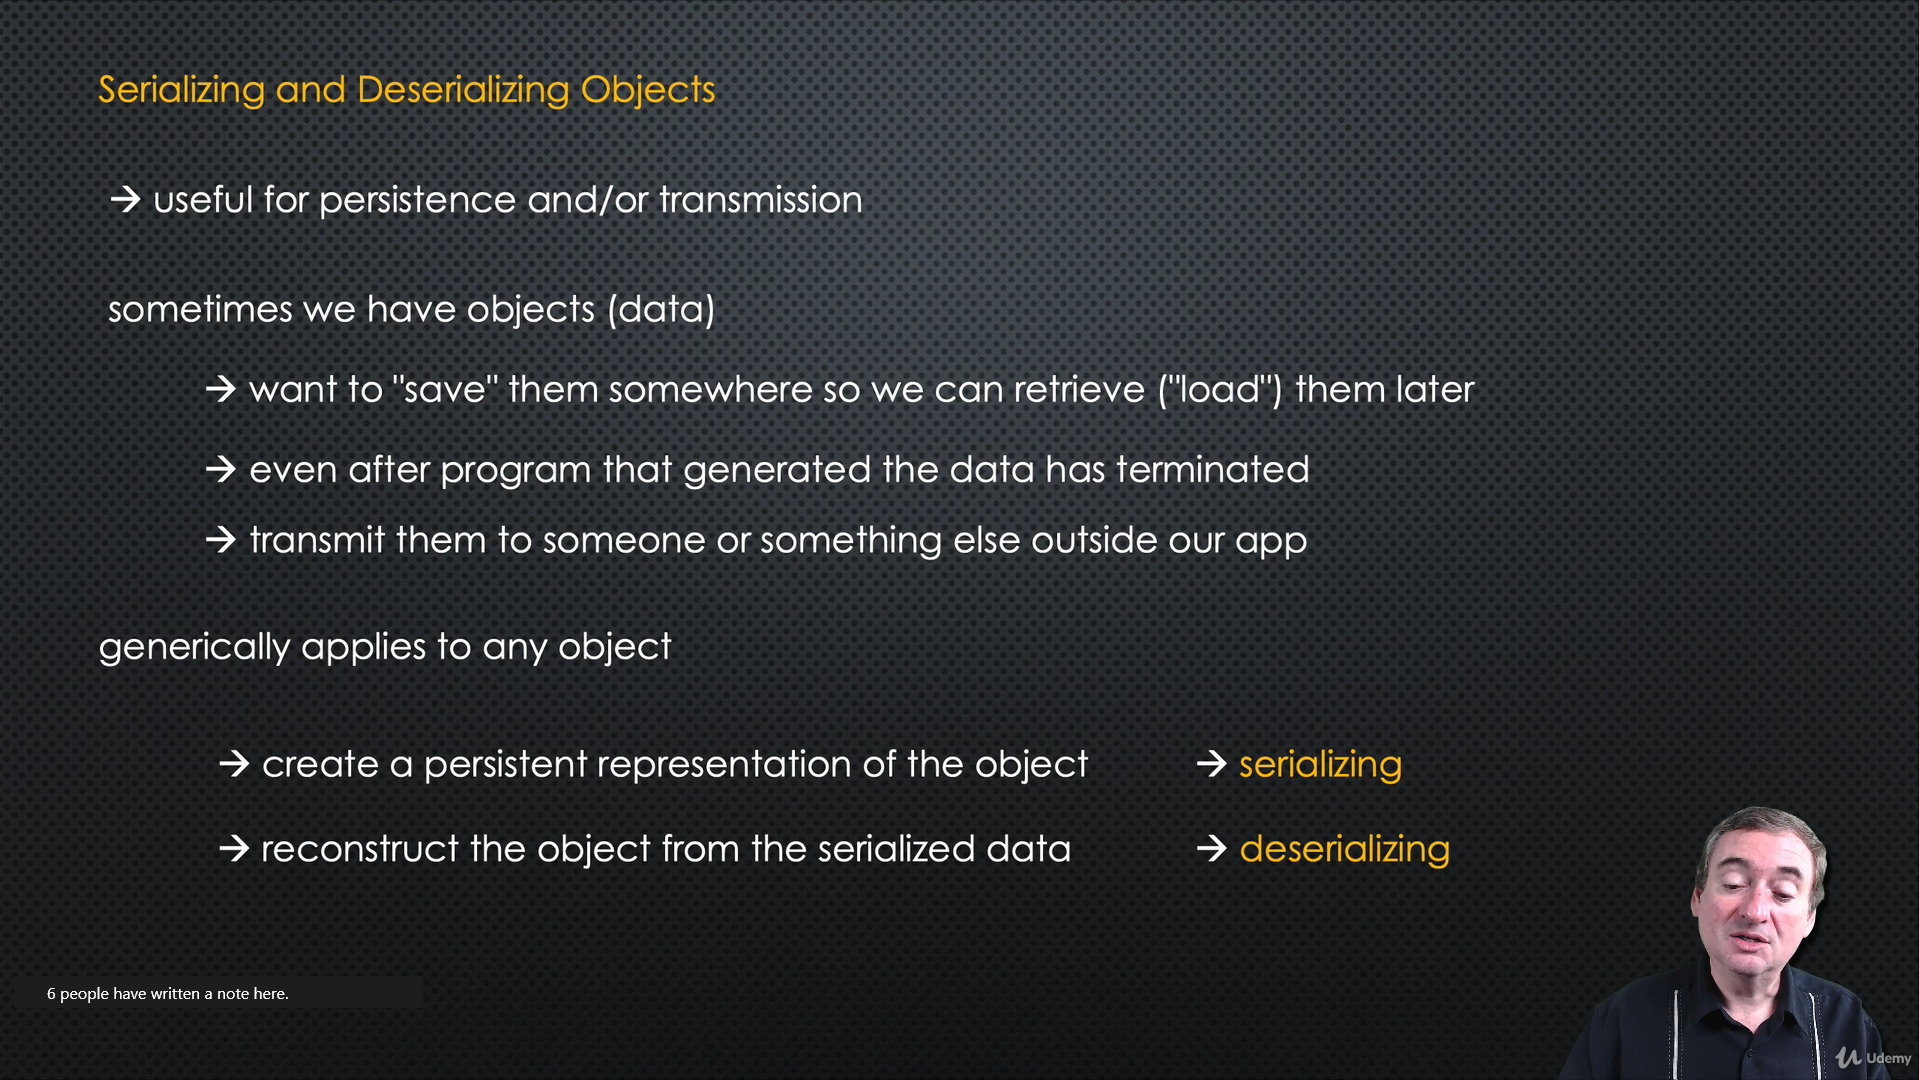 Serializing and Deserializing Objects
→ useful for persistence and/or transmission
sometimes we have objects (data)
→ want to "save" them somewhere so we can retrieve ("load") them later
→ even after program that generated the data has terminated
→ transmit them to someone or something else outside our app
generically applies to any object
→ create a persistent representation of the object → serializing
→ reconstruct the object from the serialized data → deserializing
6 people have written a note here.
Udemy